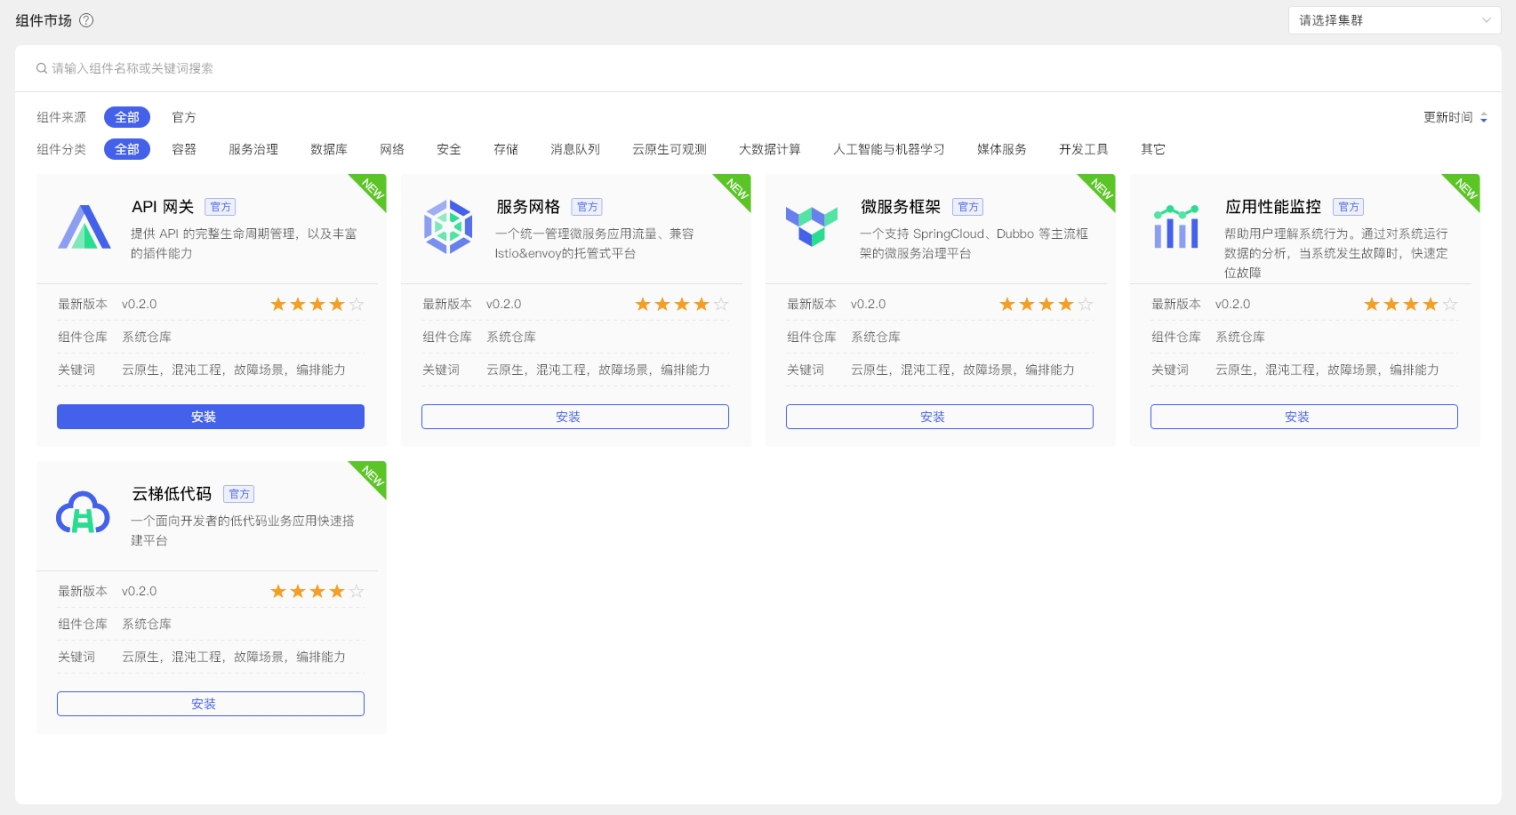 组件市场
请选择集群
请输入组件名称或关键词搜索
组件来源 全部 官方 更新时间
组件分类 全部 容器 服务治理 数据库 网络 安全 存储 消息队列 云原生可观测 大数据计算 人工智能与机器学习 媒体服务 开发工具 其它
NEW
API 网关 官方
提供 API 的完整生命周期管理，以及丰富
的插件能力
最新版本 v0.2.0
组件仓库 系统仓库
关键词 云原生，混沌工程，故障场景，编排能力
安装
NEW
服务网格 官方
一个统一管理微服务应用流量、兼容
Istio&envoy的托管式平台
最新版本 v0.2.0
组件仓库 系统仓库
关键词 云原生，混沌工程，故障场景，编排能力
安装
NEW
微服务框架 官方
一个支持 SpringCloud、Dubbo 等主流框
架的微服务治理平台
最新版本 v0.2.0
组件仓库 系统仓库
关键词 云原生，混沌工程，故障场景，编排能力
安装
NEW
应用性能监控 官方
帮助用户理解系统行为。通过对系统运行
数据的分析，当系统发生故障时，快速定
位故障
最新版本 v0.2.0
组件仓库 系统仓库
关键词 云原生，混沌工程，故障场景，编排能力
安装
NEW
云梯低代码 官方
一个面向开发者的低代码业务应用快速搭
建平台
最新版本 v0.2.0
组件仓库 系统仓库
关键词 云原生，混沌工程，故障场景，编排能力
安装